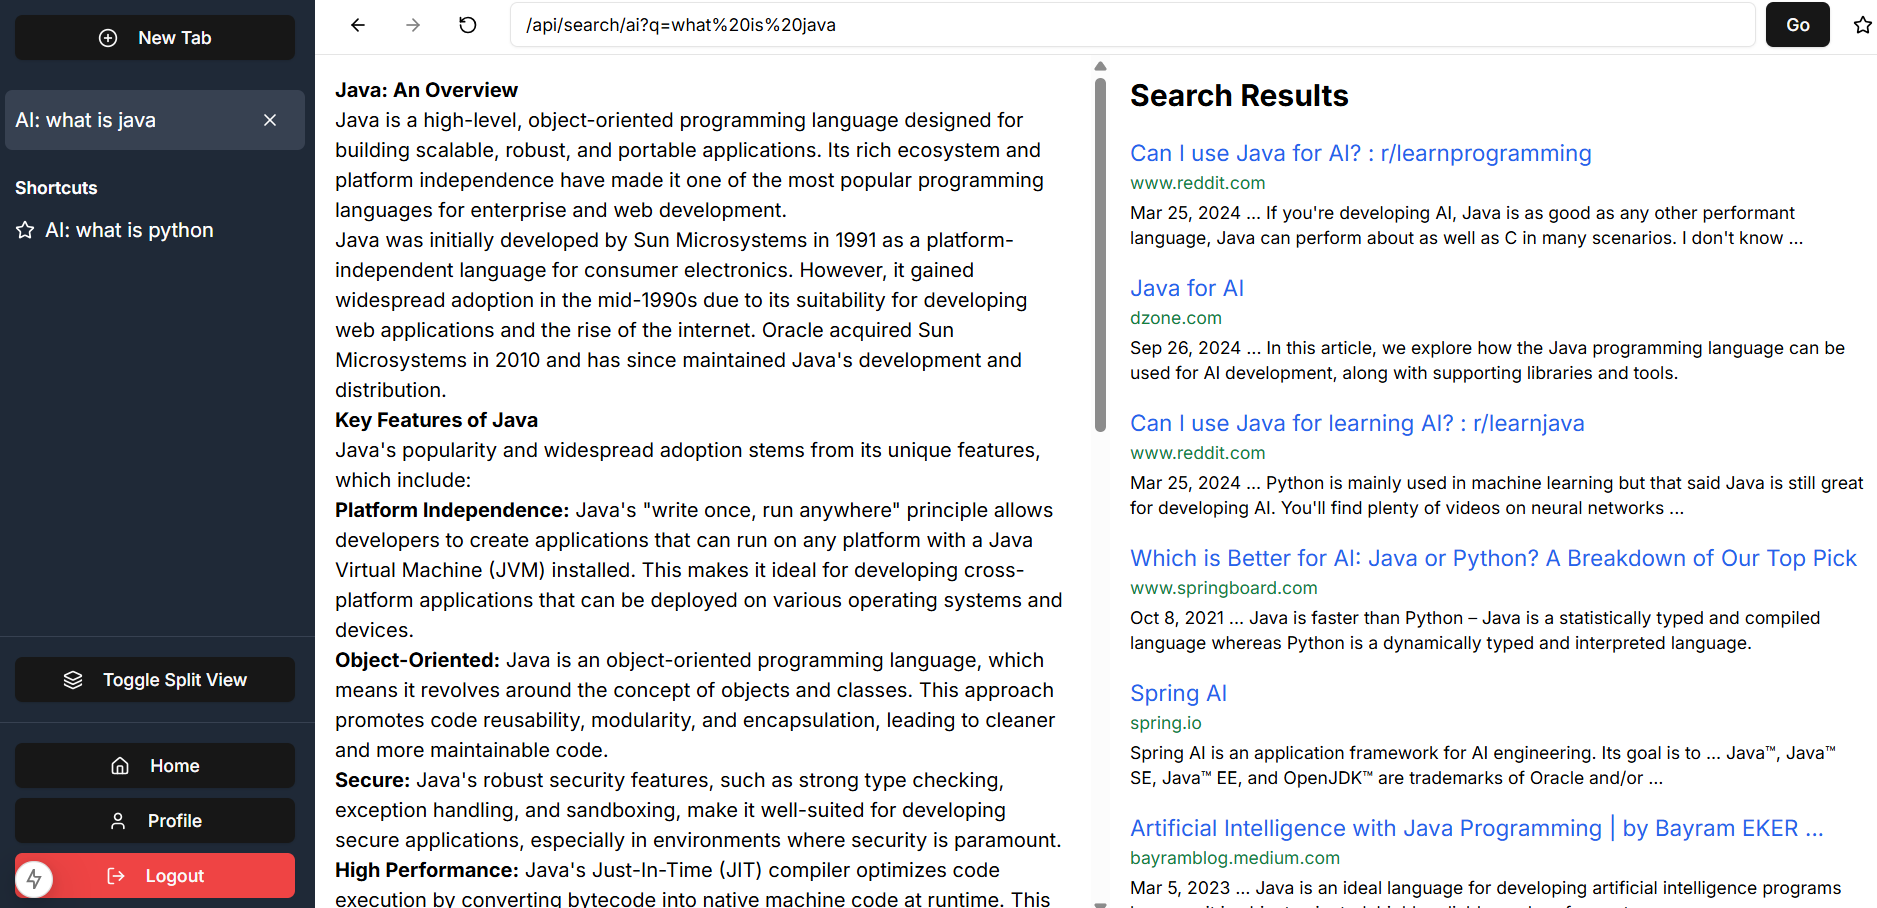 New Tab
AI: what is java
Shortcuts
AI: what is python
Toggle Split View
Home
Profile
Logout
/api/search/ai?q=what%20is%20java
Go
Java: An Overview
Java is a high-level, object-oriented programming language designed for
building scalable, robust, and portable applications. Its rich ecosystem and
platform independence have made it one of the most popular programming
languages for enterprise and web development.
Java was initially developed by Sun Microsystems in 1991 as a platform-
independent language for consumer electronics. However, it gained
widespread adoption in the mid-1990s due to its suitability for developing
web applications and the rise of the internet. Oracle acquired Sun
Microsystems in 2010 and has since maintained Java's development and
distribution.
Key Features of Java
Java's popularity and widespread adoption stems from its unique features,
which include:
Platform Independence: Java's "write once, run anywhere" principle allows
developers to create applications that can run on any platform with a Java
Virtual Machine (JVM) installed. This makes it ideal for developing cross-
platform applications that can be deployed on various operating systems and
devices.
Object-Oriented: Java is an object-oriented programming language, which
means it revolves around the concept of objects and classes. This approach
promotes code reusability, modularity, and encapsulation, leading to cleaner
and more maintainable code.
Secure: Java's robust security features, such as strong type checking,
exception handling, and sandboxing, make it well-suited for developing
secure applications, especially in environments where security is paramount.
High Performance: Java's Just-In-Time (JIT) compiler optimizes code
execution by converting bytecode into native machine code at runtime. This
Search Results
Can I use Java for AI? : r/learnprogramming
www.reddit.com
Mar 25, 2024 ... If you're developing AI, Java is as good as any other performant
language, Java can perform about as well as C in many scenarios. I don't know ...
Java for AI
dzone.com
Sep 26, 2024 ... In this article, we explore how the Java programming language can be
used for AI development, along with supporting libraries and tools.
Can I use Java for learning AI? : r/learnjava
www.reddit.com
Mar 25, 2024 ... Python is mainly used in machine learning but that said Java is still great
for developing AI. You'll find plenty of videos on neural networks ...
Which is Better for AI: Java or Python? A Breakdown of Our Top Pick
www.springboard.com
Oct 8, 2021 ... Java is faster than Python – Java is a statistically typed and compiled
language whereas Python is a dynamically typed and interpreted language.
Spring AI
spring.io
Spring AI is an application framework for AI engineering. Its goal is to ... Java™, Java™
SE, Java™ EE, and OpenJDK™ are trademarks of Oracle and/or ...
Artificial Intelligence with Java Programming | by Bayram EKER ...
bayramblog.medium.com
Mar 5, 2023 ... Java is an ideal language for developing artificial intelligence programs